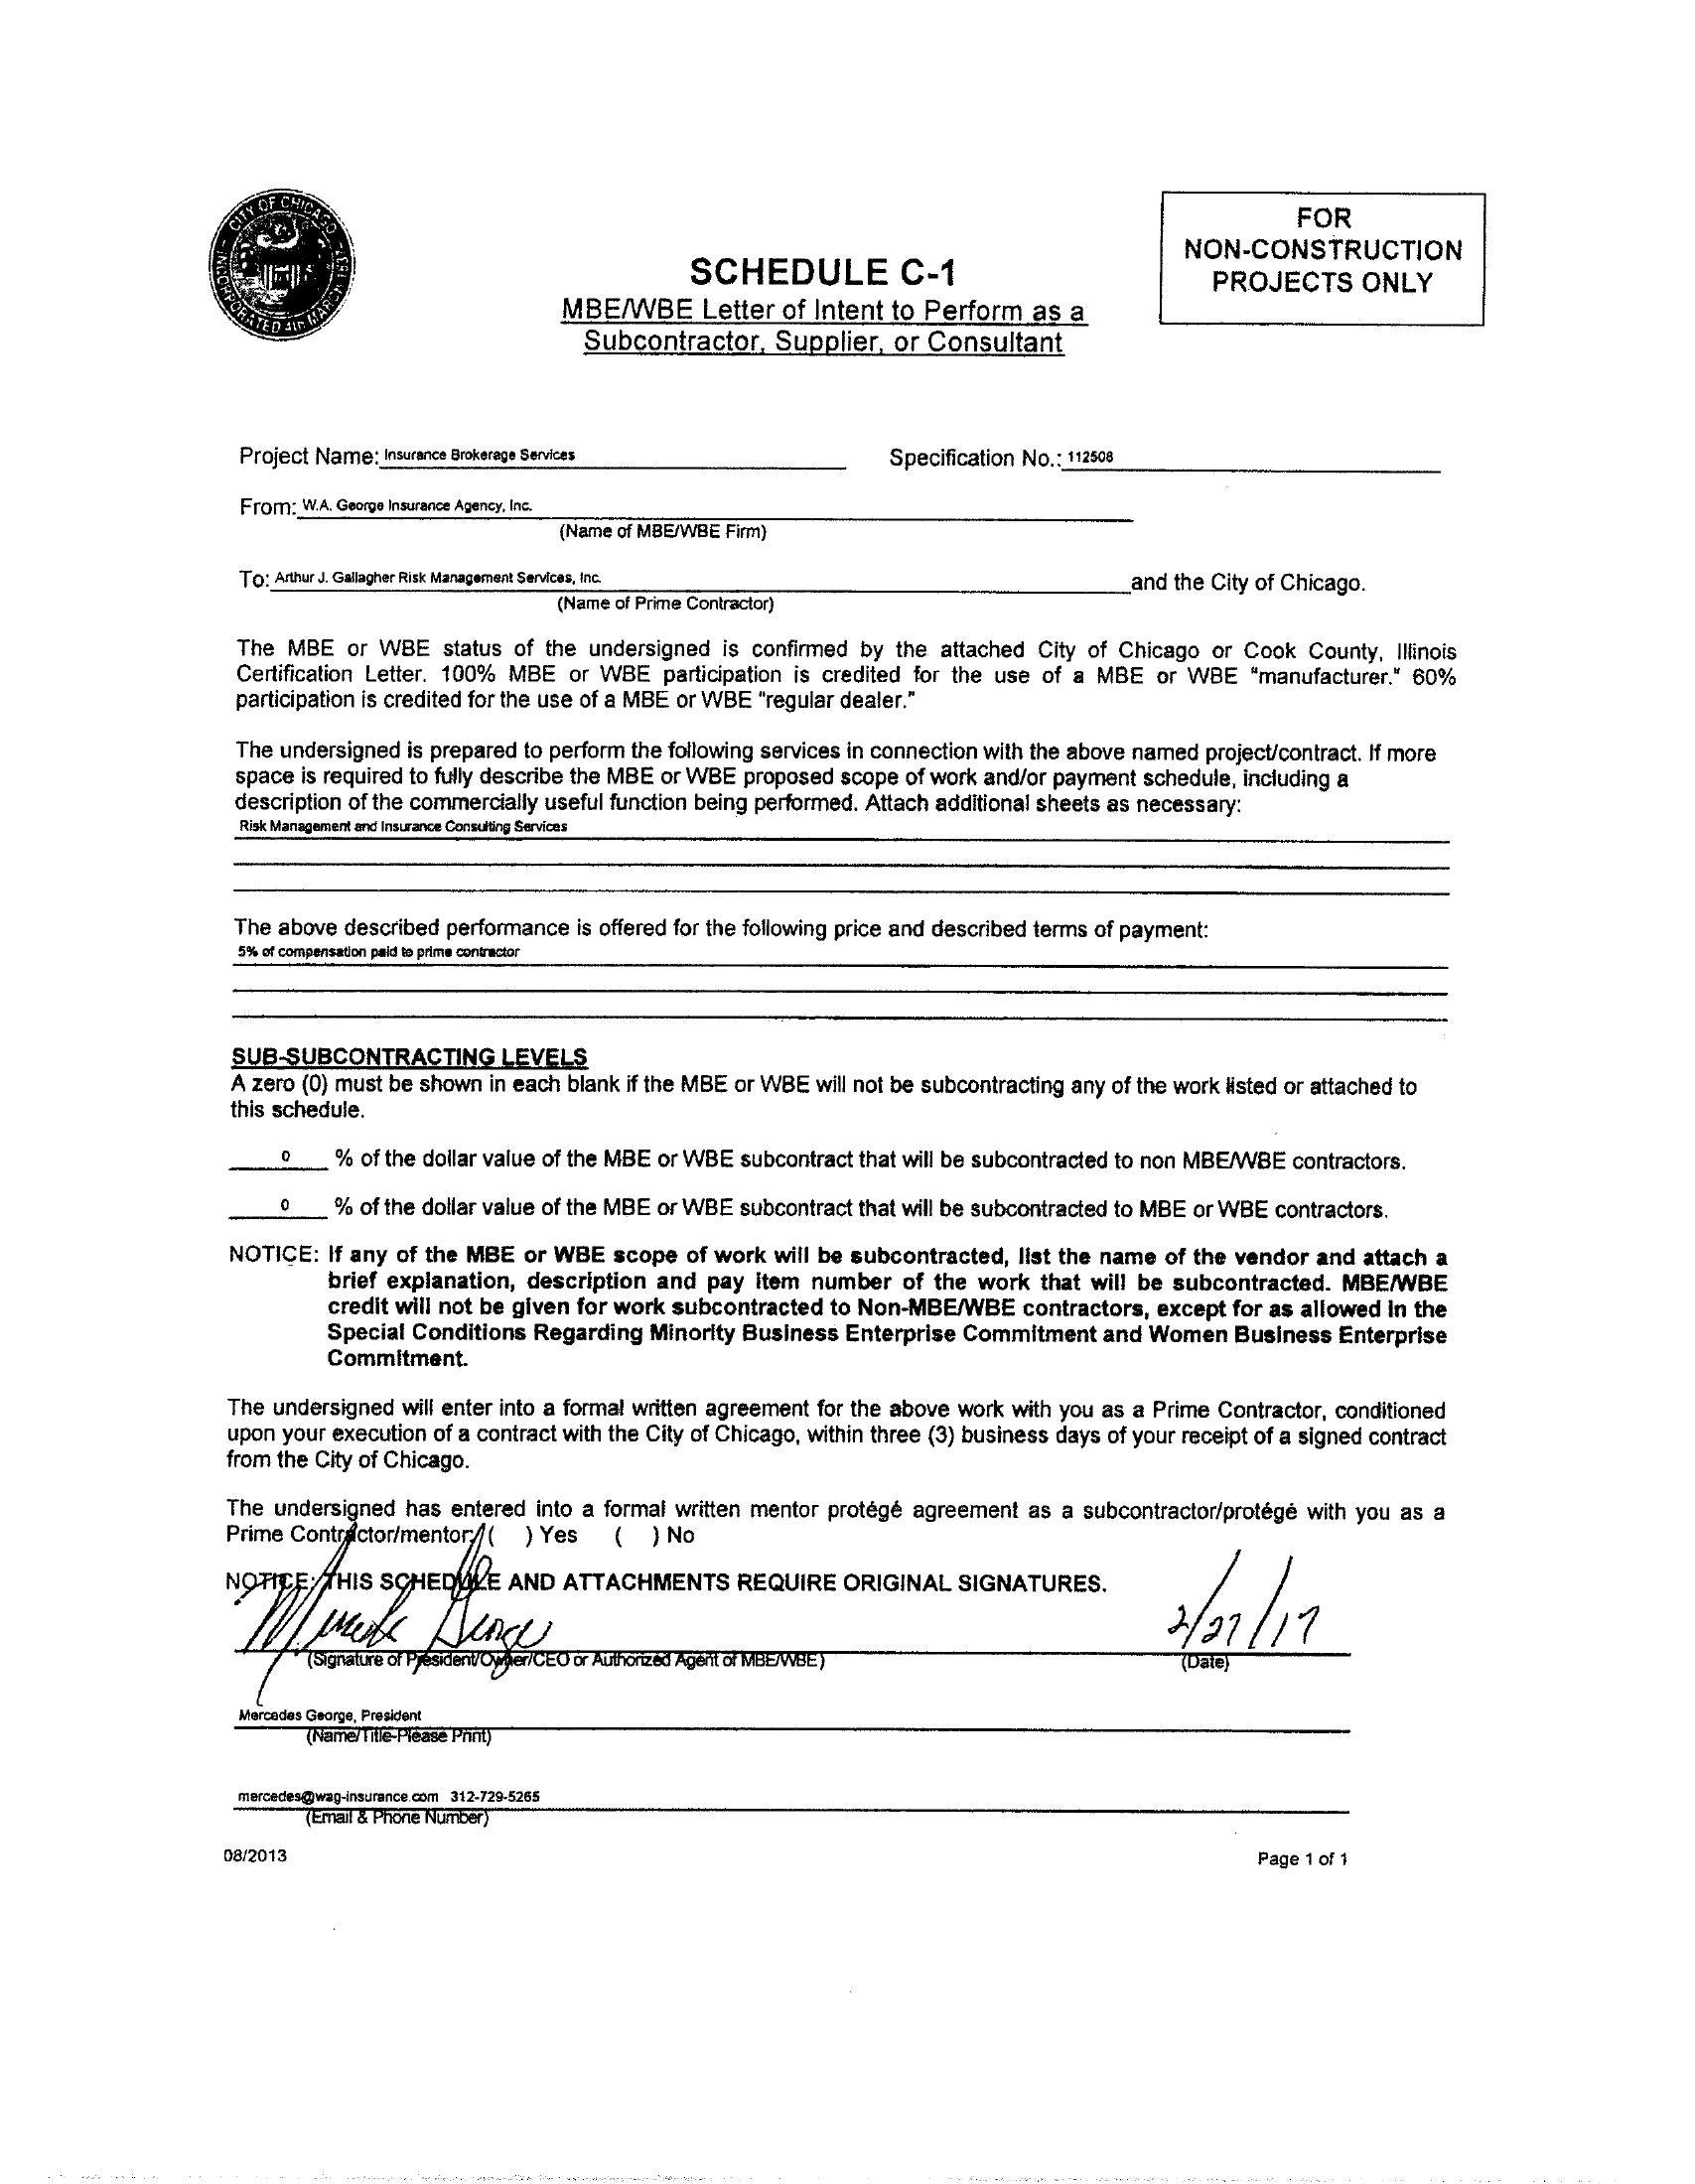 CITY OF CHICAGO
INCORPORATED 4th MARCH 1837
FOR
NON-CONSTRUCTION
PROJECTS ONLY
SCHEDULE C-1
MBE/WBE Letter of Intent to Perform as a
Subcontractor, Supplier, or Consultant
Project Name: Insurance Brokerage Services Specification No.: 112508
From: W.A. George Insurance Agency, Inc.
(Name of MBE/WBE Firm)
To: Arthur J. Gallagher Risk Management Services, Inc. and the City of Chicago.
(Name of Prime Contractor)
The MBE or WBE status of the undersigned is confirmed by the attached City of Chicago or Cook County, Illinois
Certification Letter. 100% MBE or WBE participation is credited for the use of a MBE or WBE "manufacturer." 60%
participation is credited for the use of a MBE or WBE "regular dealer."
The undersigned is prepared to perform the following services in connection with the above named project/contract. If more
space is required to fully describe the MBE or WBE proposed scope of work and/or payment schedule, including a
description of the commercially useful function being performed. Attach additional sheets as necessary:
Risk Management and Insurance Consulting Services
The above described performance is offered for the following price and described terms of payment:
5% of compensation paid to prime contractor
SUB-SUBCONTRACTING LEVELS
A zero (0) must be shown in each blank if the MBE or WBE will not be subcontracting any of the work listed or attached to
this schedule.
0 % of the dollar value of the MBE or WBE subcontract that will be subcontracted to non MBE/WBE contractors.
0 % of the dollar value of the MBE or WBE subcontract that will be subcontracted to MBE or WBE contractors.
NOTICE: If any of the MBE or WBE scope of work will be subcontracted, list the name of the vendor and attach a
brief explanation, description and pay item number of the work that will be subcontracted. MBE/WBE
credit will not be given for work subcontracted to Non-MBE/WBE contractors, except for as allowed in the
Special Conditions Regarding Minority Business Enterprise Commitment and Women Business Enterprise
Commitment.
The undersigned will enter into a formal written agreement for the above work with you as a Prime Contractor, conditioned
upon your execution of a contract with the City of Chicago, within three (3) business days of your receipt of a signed contract
from the City of Chicago.
The undersigned has entered into a formal written mentor protégé agreement as a subcontractor/protégé with you as a
Prime Contractor/mentor: ( ) Yes ( ) No
NOTICE: THIS SCHEDULE AND ATTACHMENTS REQUIRE ORIGINAL SIGNATURES.
Mercedes George 2/27/17
(Signature of President/Owner/CEO or Authorized Agent of MBE/WBE) (Date)
Mercedes George, President
(Name/Title-Please Print)
mercedes@wag-insurance.com 312-729-5265
(Email & Phone Number)
08/2013 Page 1 of 1